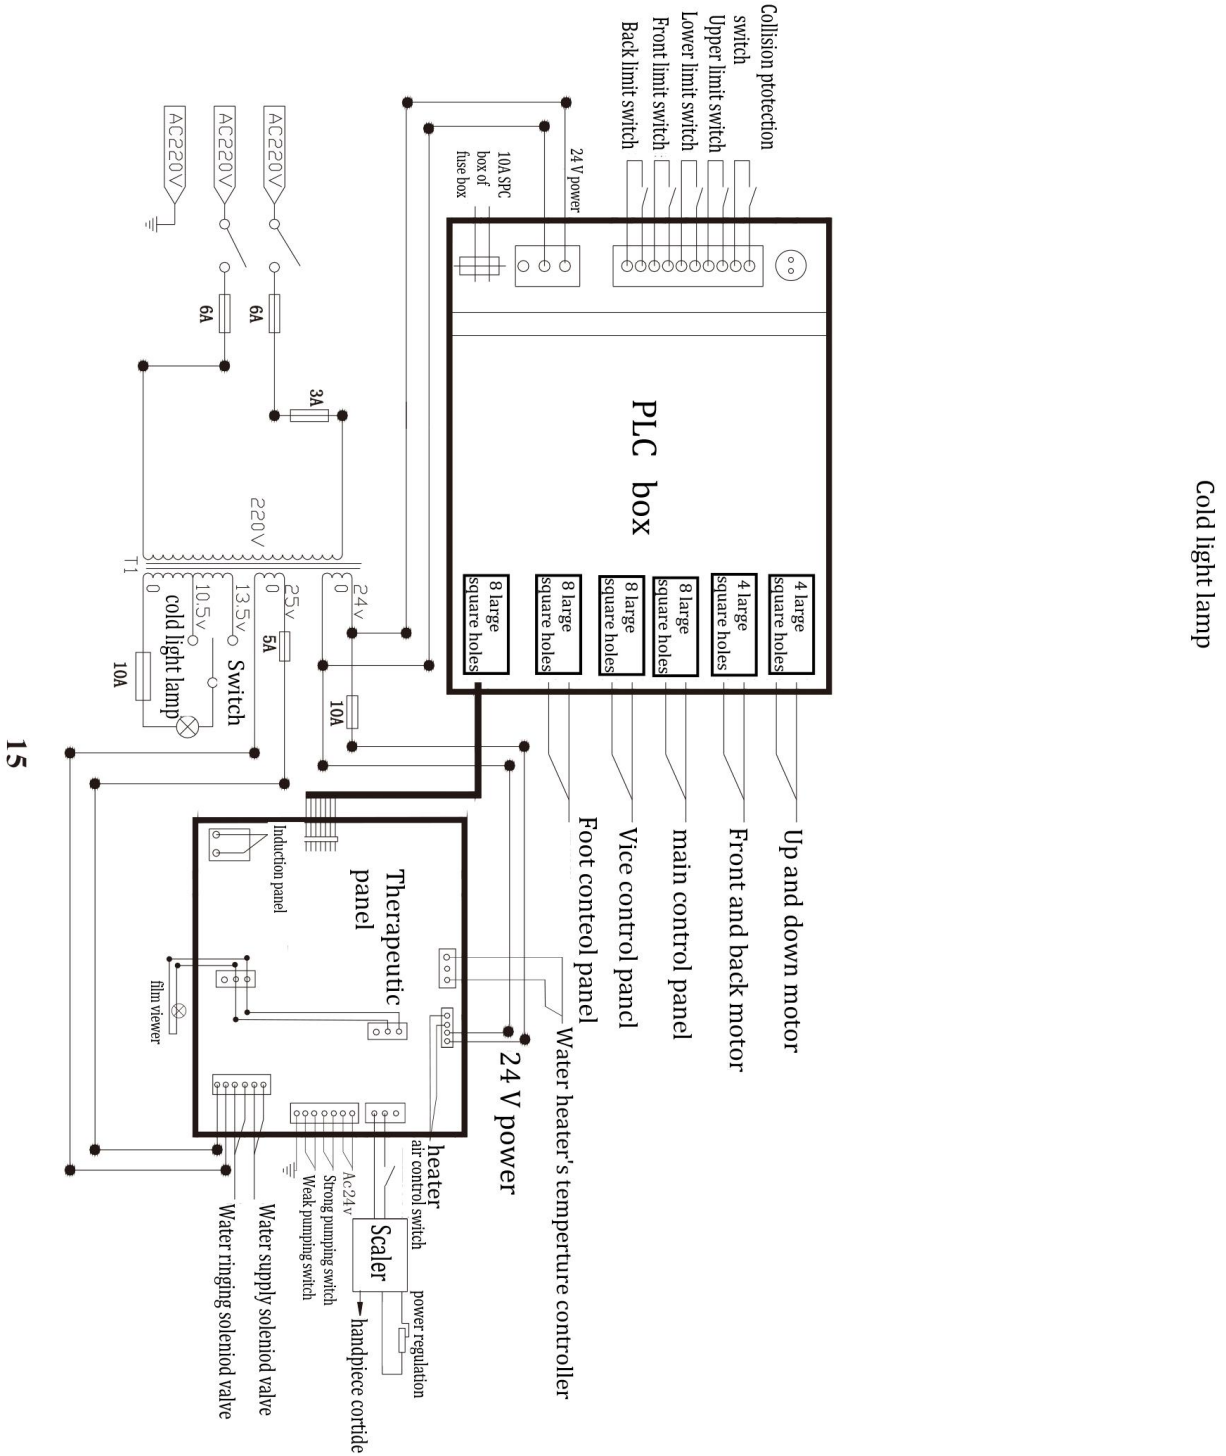 Cold light lamp
Collision ptotection
switch
Upper limit switch
Lower limit switch
Front limit switch
Back limit switch
24 V power
10A SPC
box of
fuse box
PLC box
4 large
square holes
4 large
square holes
8 large
square holes
8 large
square holes
8 large
square holes
8 large
square holes
Up and down motor
Front and back motor
main control panel
Vice control pancl
Foot conteol panel
Water heater's temperture controller
24 V power
AC220V
AC220V
AC220V
6A
6A
3A
220V
T1
24v
0
25v
0
13.5v
10.5v
0
5A
10A
10A
Switch
cold light lamp
Therapeutic
panel
Induction panel
film viewer
heater
air control switch
Scaler
power regulation
handpiece cortide
Ac24v
Strong pumping switch
Weak pumping switch
Water supply soleniod valve
Water ringing soleniod valve
15